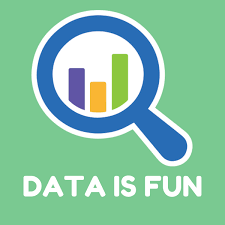 DATA IS FUN